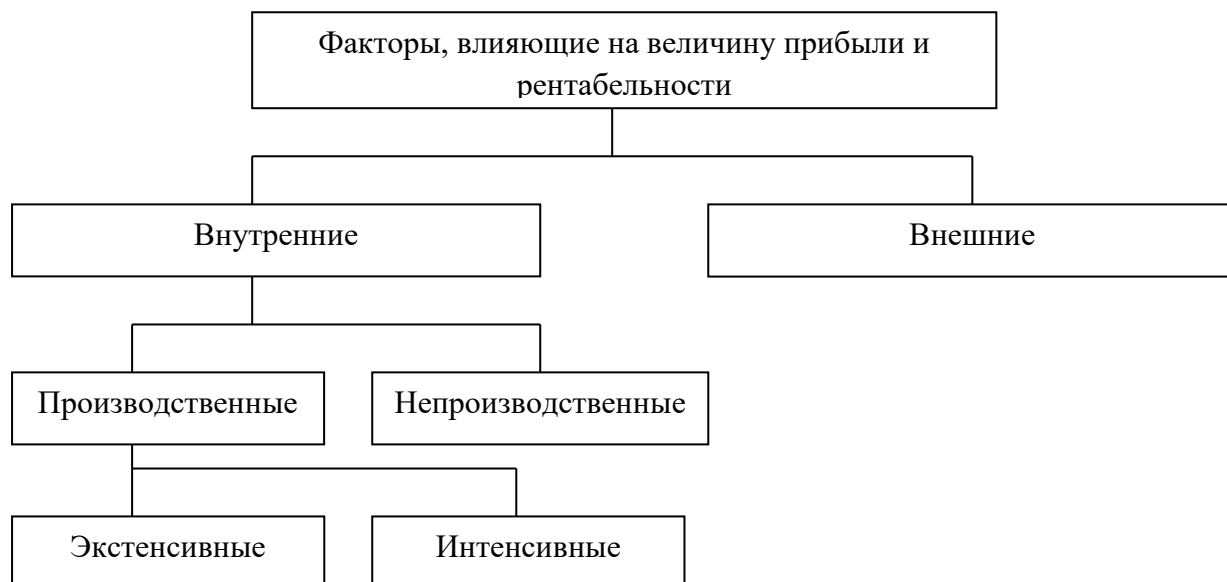 Факторы, влияющие на величину прибыли и
рентабельности
Внутренние
Внешние
Производственные
Непроизводственные
Экстенсивные
Интенсивные